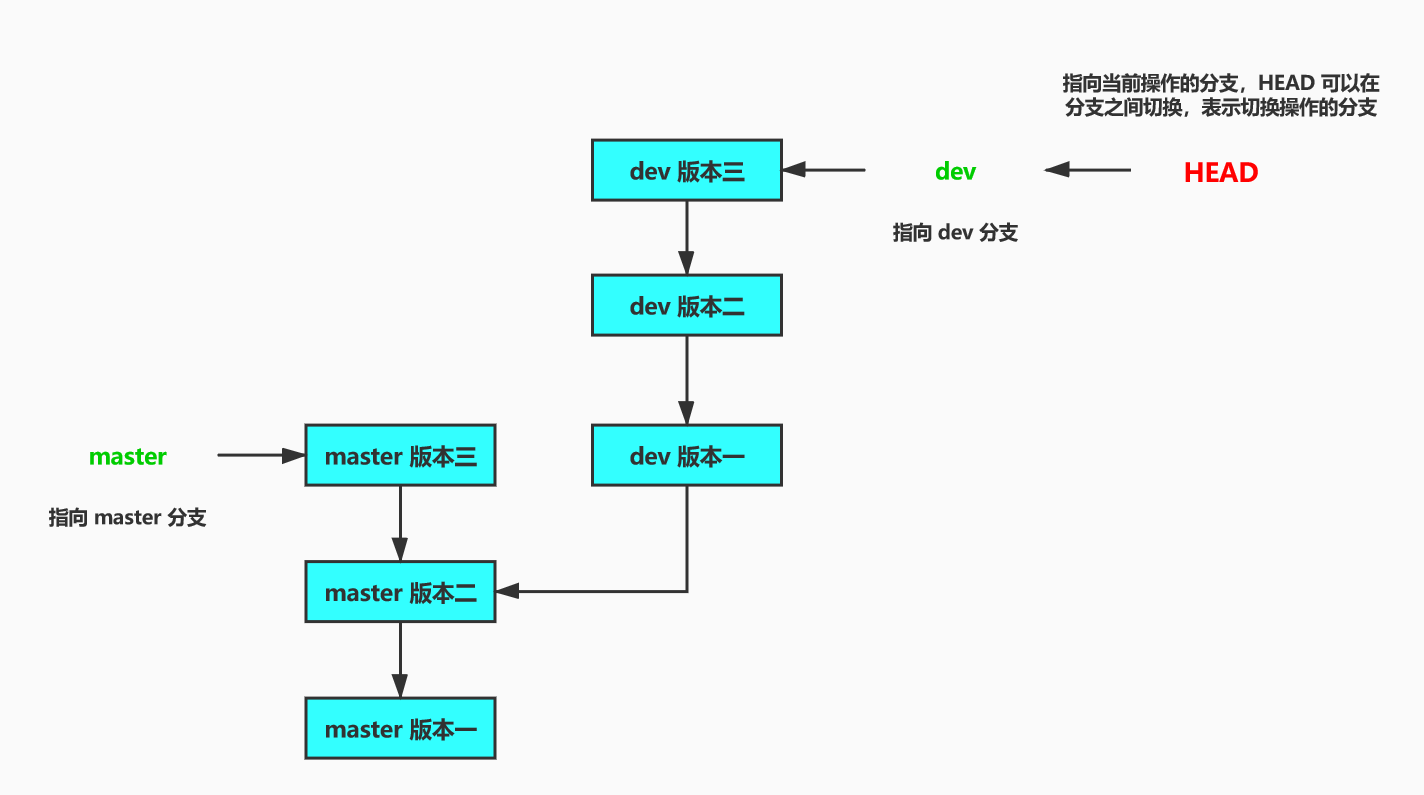 指向当前操作的分支，HEAD 可以在
分支之间切换，表示切换操作的分支
dev 版本三
dev
HEAD
指向 dev 分支
dev 版本二
master
master 版本三
dev 版本一
指向 master 分支
master 版本二
master 版本一